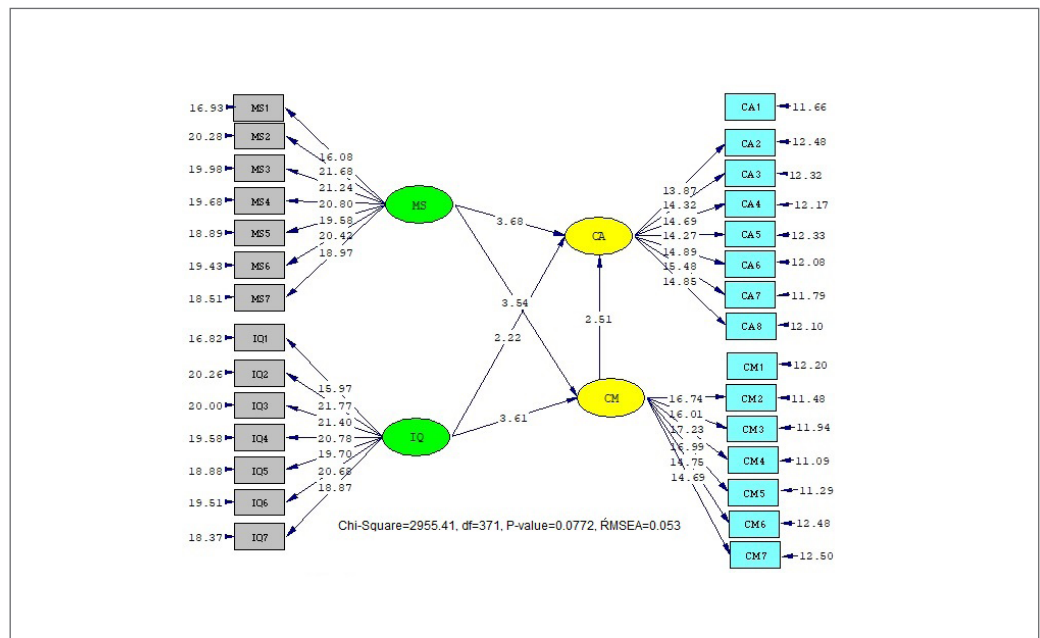 16.93 MS1
20.28 MS2
19.98 MS3
19.68 MS4
18.89 MS5
19.43 MS6
18.51 MS7
16.08
21.68
21.24
20.80
19.58
20.42
18.97
MS
16.82 IQ1
20.26 IQ2
20.00 IQ3
19.58 IQ4
18.88 IQ5
19.51 IQ6
18.37 IQ7
15.97
21.77
21.40
20.78
19.70
20.68
18.87
IQ
3.68
3.54
2.22
3.61
2.51
CA
CM
13.87
14.32
14.69
14.27
14.89
15.48
14.85
CA1 11.66
CA2 12.48
CA3 12.32
CA4 12.17
CA5 12.33
CA6 12.08
CA7 11.79
CA8 12.10
16.74
16.01
17.23
16.99
14.75
14.69
CM1 12.20
CM2 11.48
CM3 11.94
CM4 11.09
CM5 11.29
CM6 12.48
CM7 12.50
Chi-Square=2955.41, df=371, P-value=0.0772, ŔMSEA=0.053